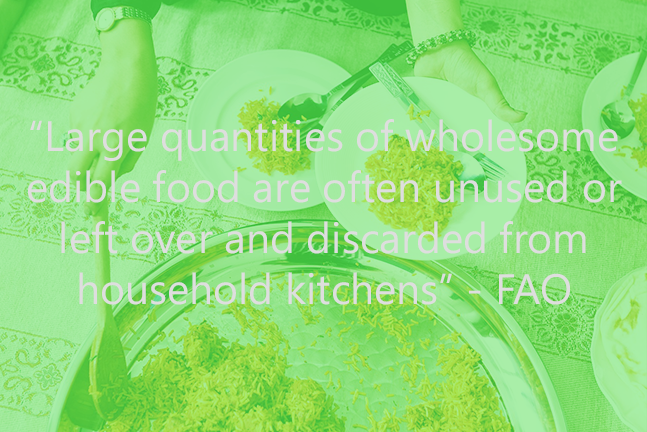 “Large quantities of wholesome
edible food are often unused or
left over and discarded from
household kitchens” - FAO